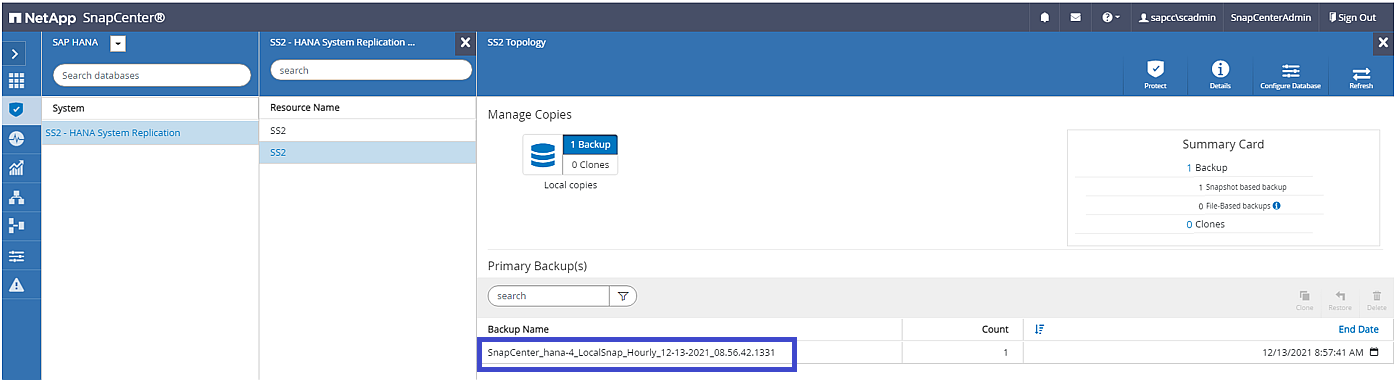 NetApp SnapCenter®
sapcc\scadmin SnapCenterAdmin Sign Out
SAP HANA
Search databases
System
SS2 - HANA System Replication
SS2 - HANA System Replication ...
search
Resource Name
SS2
SS2
SS2 Topology
Protect Details Configure Database Refresh
Manage Copies
1 Backup
0 Clones
Local copies
Summary Card
1 Backup
1 Snapshot based backup
0 File-Based backups
0 Clones
Primary Backup(s)
search
Clone Restore Delete
Backup Name Count End Date
SnapCenter_hana-4_LocalSnap_Hourly_12-13-2021_08.56.42.1331 1 12/13/2021 8:57:41 AM